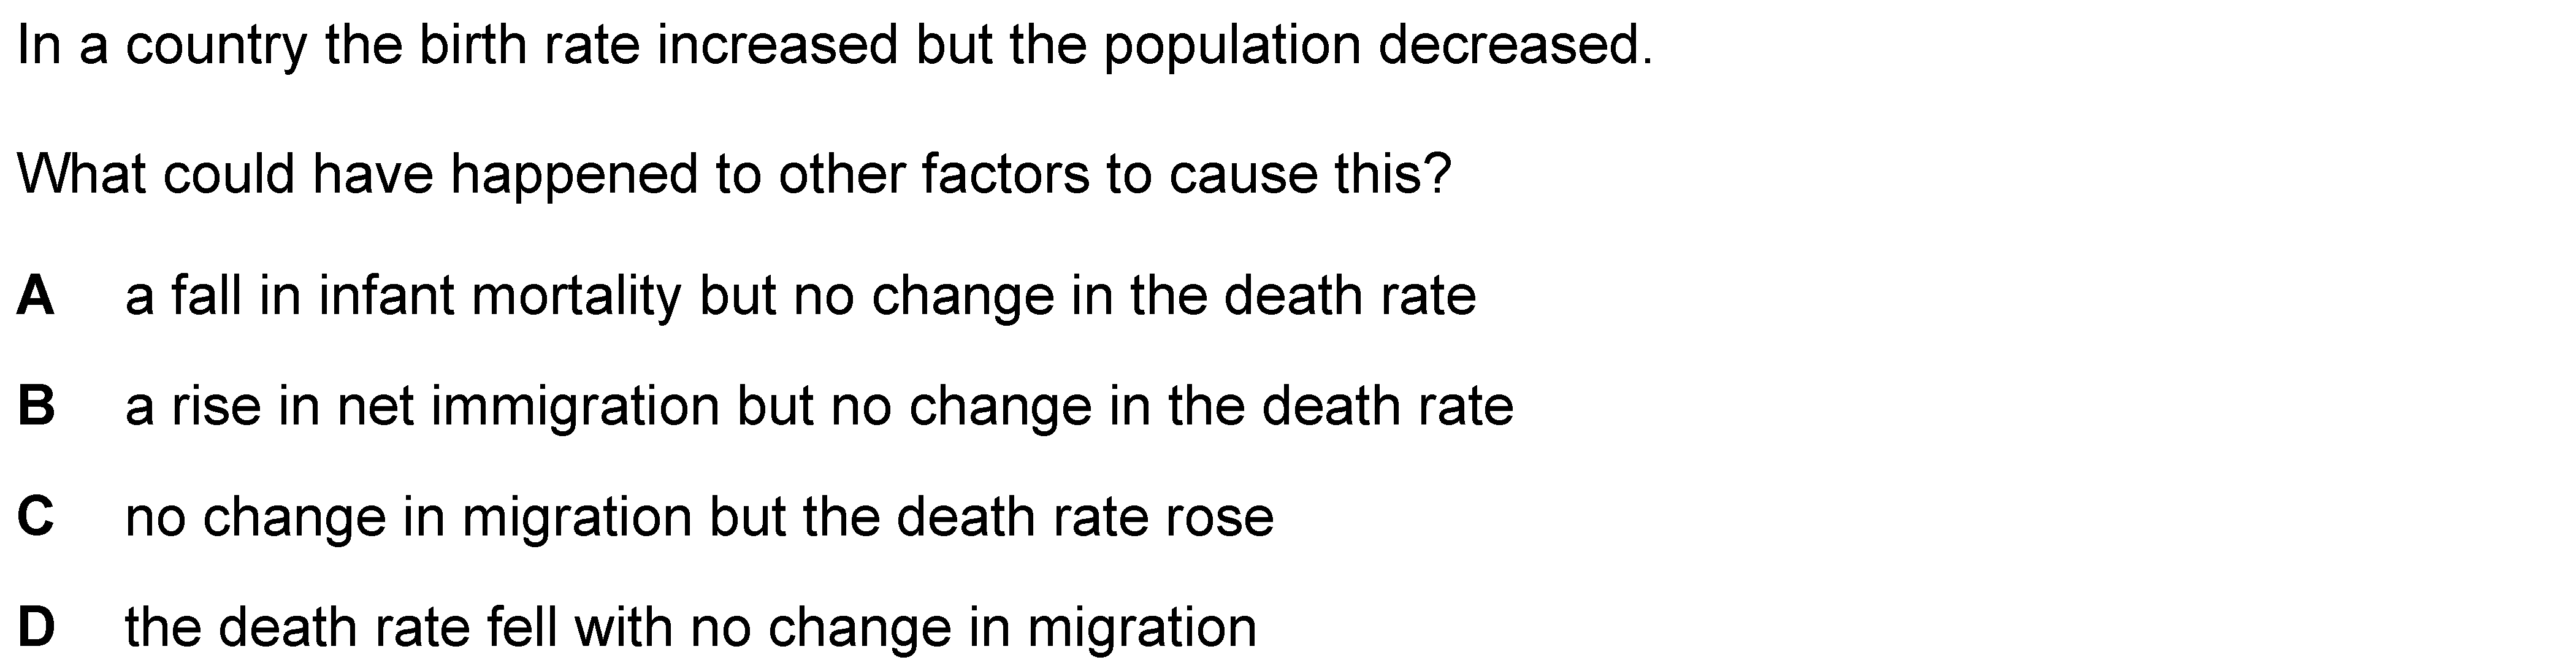 In a country the birth rate increased but the population decreased.
What could have happened to other factors to cause this?
A a fall in infant mortality but no change in the death rate
B a rise in net immigration but no change in the death rate
C no change in migration but the death rate rose
D the death rate fell with no change in migration